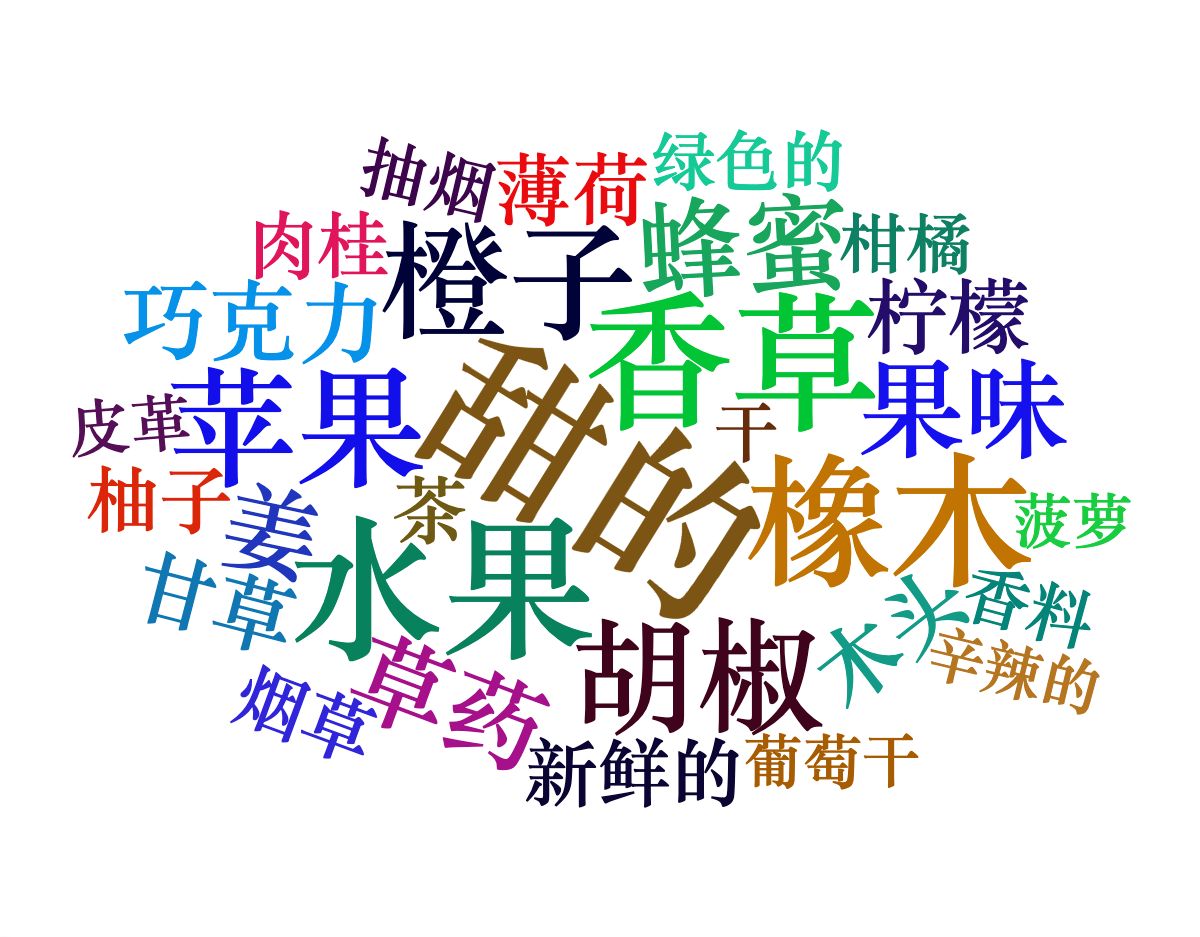 抽烟
薄荷
绿色的
肉桂
橙子
蜂蜜
柑橘
巧克力
香草
柠檬
苹果
甜的
果味
皮革
干
柚子
姜
茶
橡木
菠萝
甘草
水果
木头
香料
辛辣的
烟草
草药
胡椒
新鲜的
葡萄干